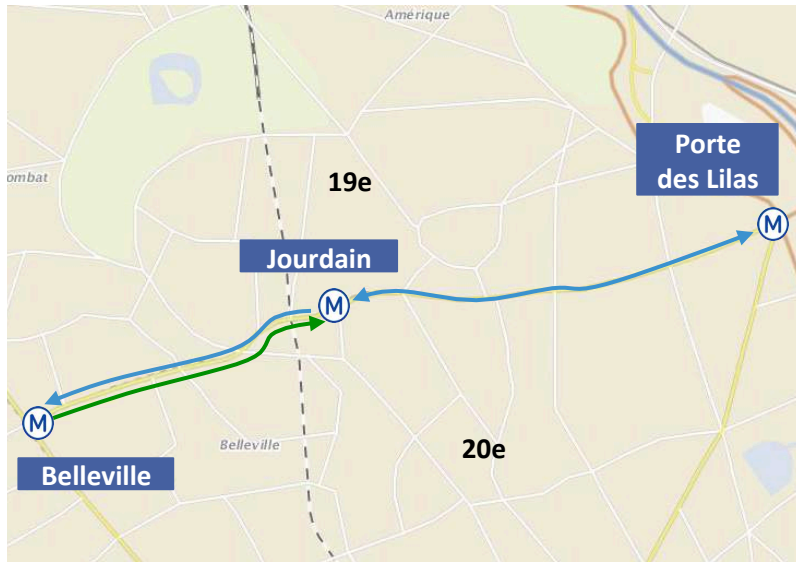 Amérique
ombat
Porte
des Lilas
19e
M
Jourdain
M
M
Belleville
20e
Belleville